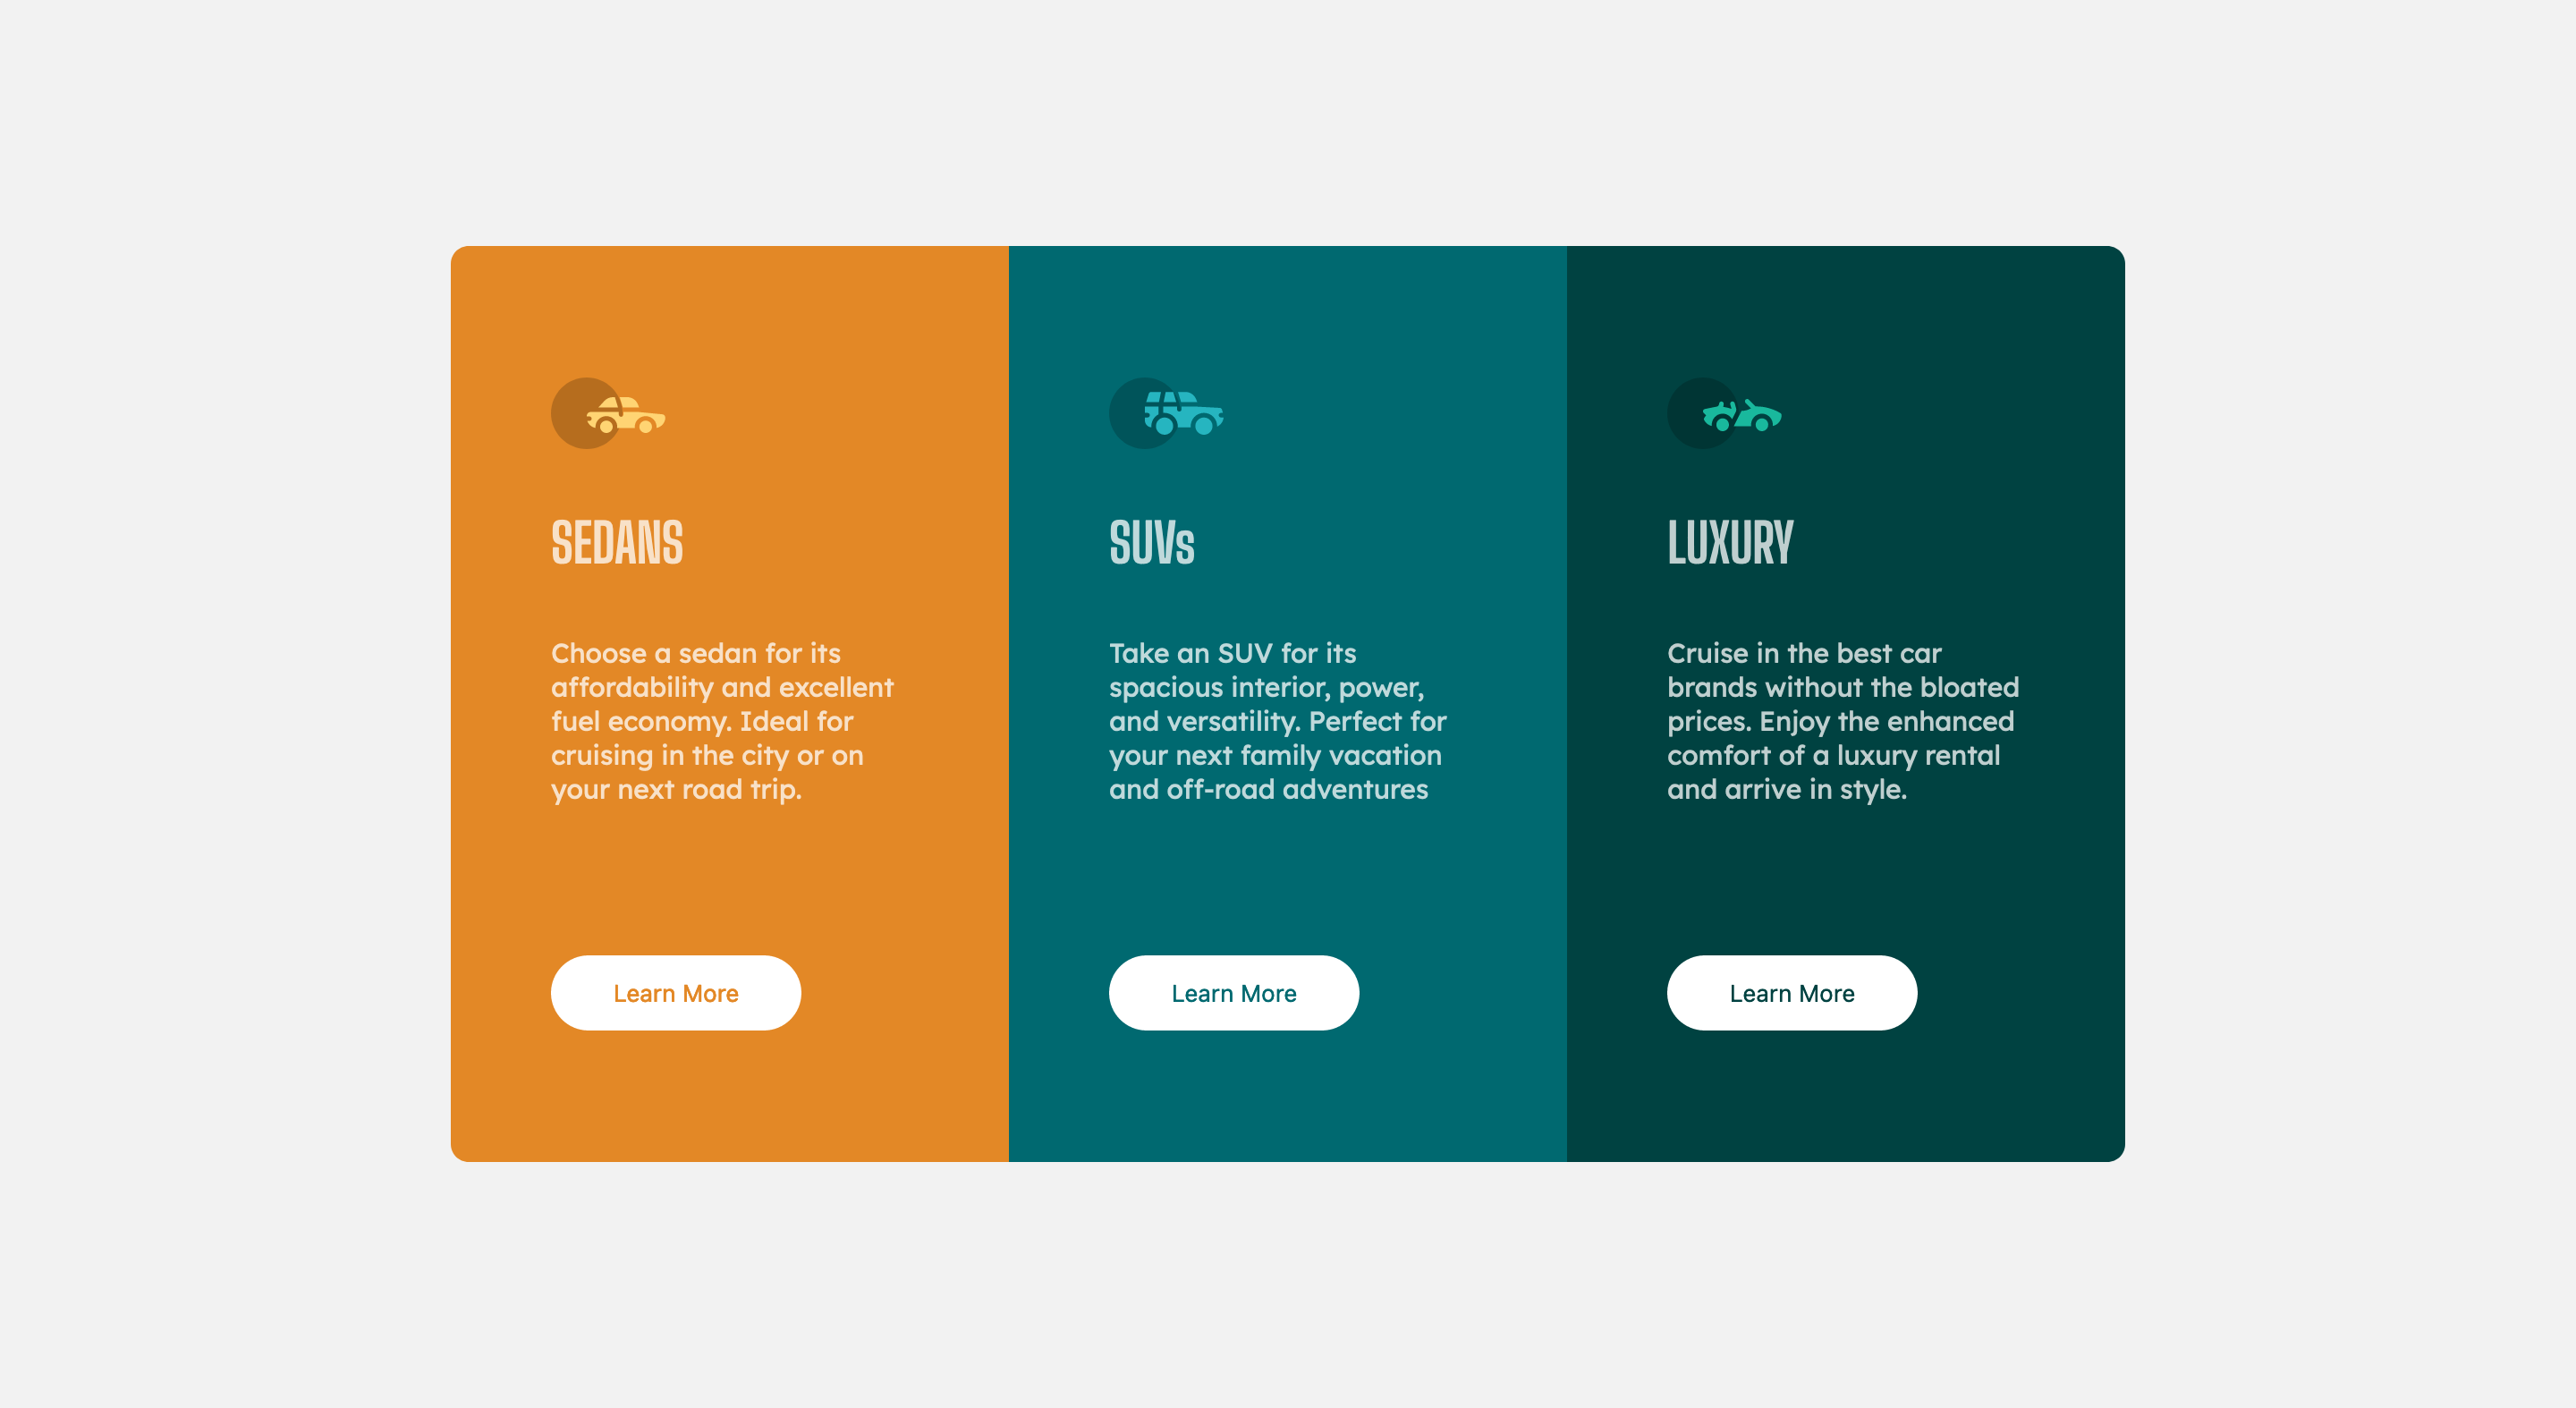 SEDANS
Choose a sedan for its
affordability and excellent
fuel economy. Ideal for
cruising in the city or on
your next road trip.
Learn More
SUVs
Take an SUV for its
spacious interior, power,
and versatility. Perfect for
your next family vacation
and off-road adventures
Learn More
LUXURY
Cruise in the best car
brands without the bloated
prices. Enjoy the enhanced
comfort of a luxury rental
and arrive in style.
Learn More